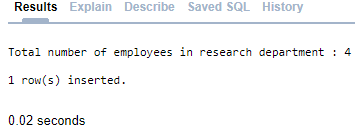 Results Explain Describe Saved SQL History
Total number of employees in research department : 4
1 row(s) inserted.
0.02 seconds